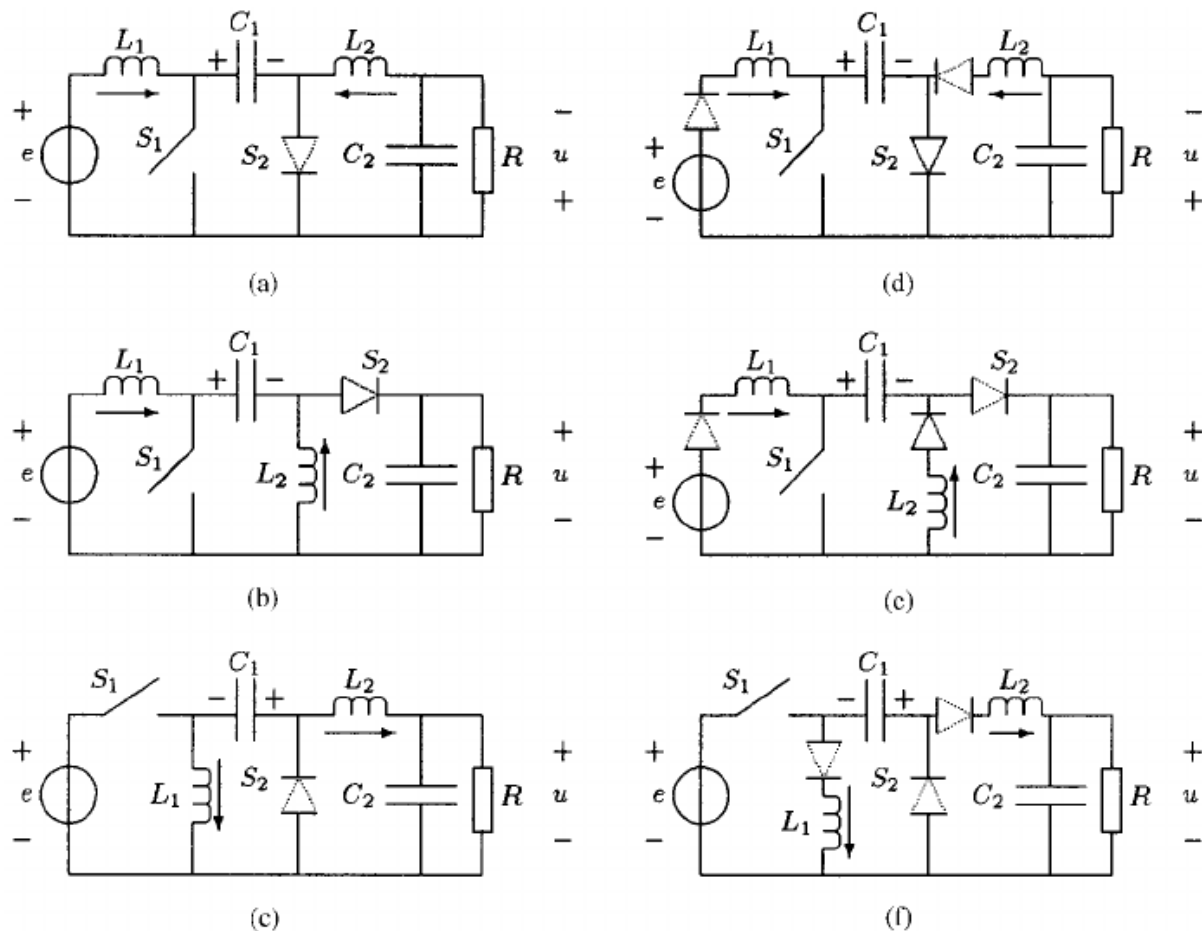 C₁
L₁ L₂
+ −
+ −
e S₁ S₂ C₂ R u
− +
(a)
C₁
L₁ L₂
+ −
+ −
e S₁ S₂ C₂ R u
− +
(d)
C₁
L₁ S₂
+ −
+ +
e S₁ L₂ C₂ R u
− −
(b)
C₁
L₁ S₂
+ −
+ +
e S₁ L₂ C₂ R u
− −
(e)
C₁
S₁ L₂
− +
+ +
e L₁ S₂ C₂ R u
− −
(c)
C₁
S₁ L₂
− +
+ +
e L₁ S₂ C₂ R u
− −
(f)